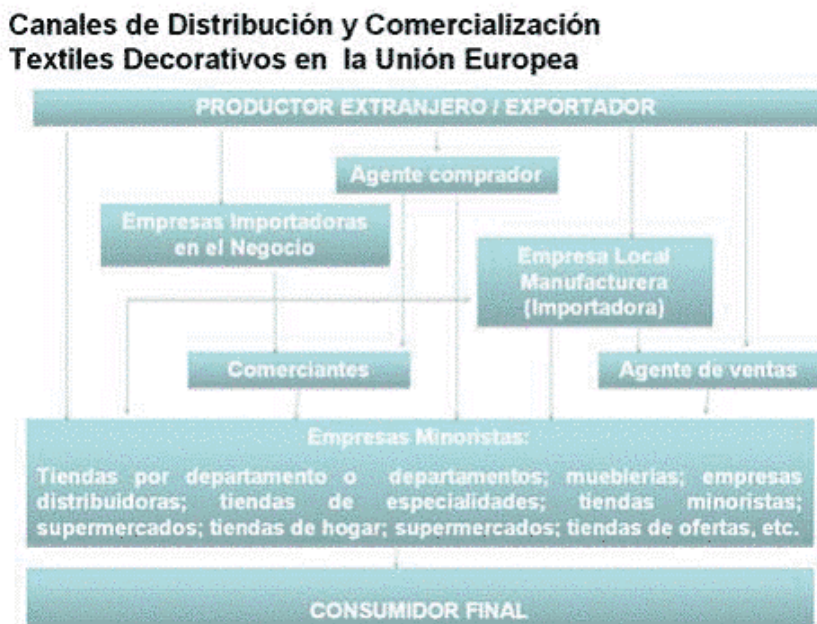 Canales de Distribución y Comercialización
Textiles Decorativos en la Unión Europea
PRODUCTOR EXTRANJERO / EXPORTADOR
Agente comprador
Empresas Importadoras
en el Negocio
Empresa Local
Manufacturera
(Importadora)
Comerciantes
Agente de ventas
Empresas Minoristas:
Tiendas por departamento o departamentos; mueblerías; empresas
distribuidoras; tiendas de especialidades; tiendas minoristas;
supermercados; tiendas de hogar; supermercados; tiendas de ofertas, etc.
CONSUMIDOR FINAL